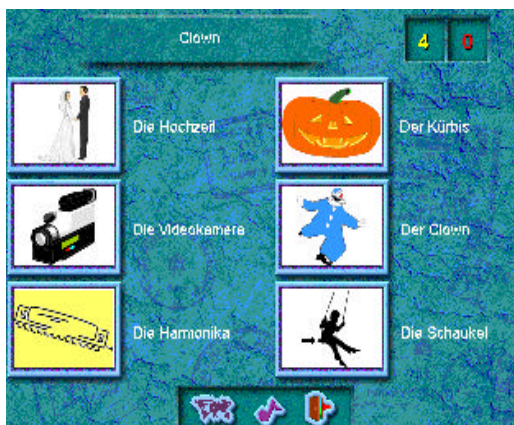 Clown
4 0
Die Hochzeit
Der Kürbis
Die Videokamera
Der Clown
Die Harmonika
Die Schaukel